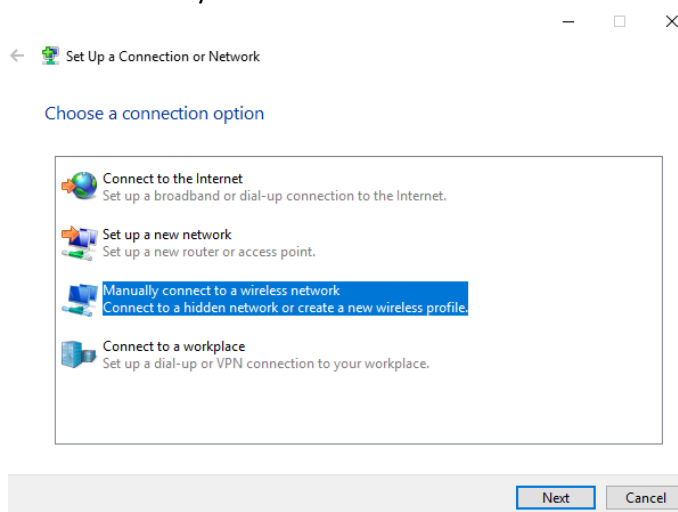 Set Up a Connection or Network
Choose a connection option
Connect to the Internet
Set up a broadband or dial-up connection to the Internet.
Set up a new network
Set up a new router or access point.
Manually connect to a wireless network
Connect to a hidden network or create a new wireless profile.
Connect to a workplace
Set up a dial-up or VPN connection to your workplace.
Next Cancel